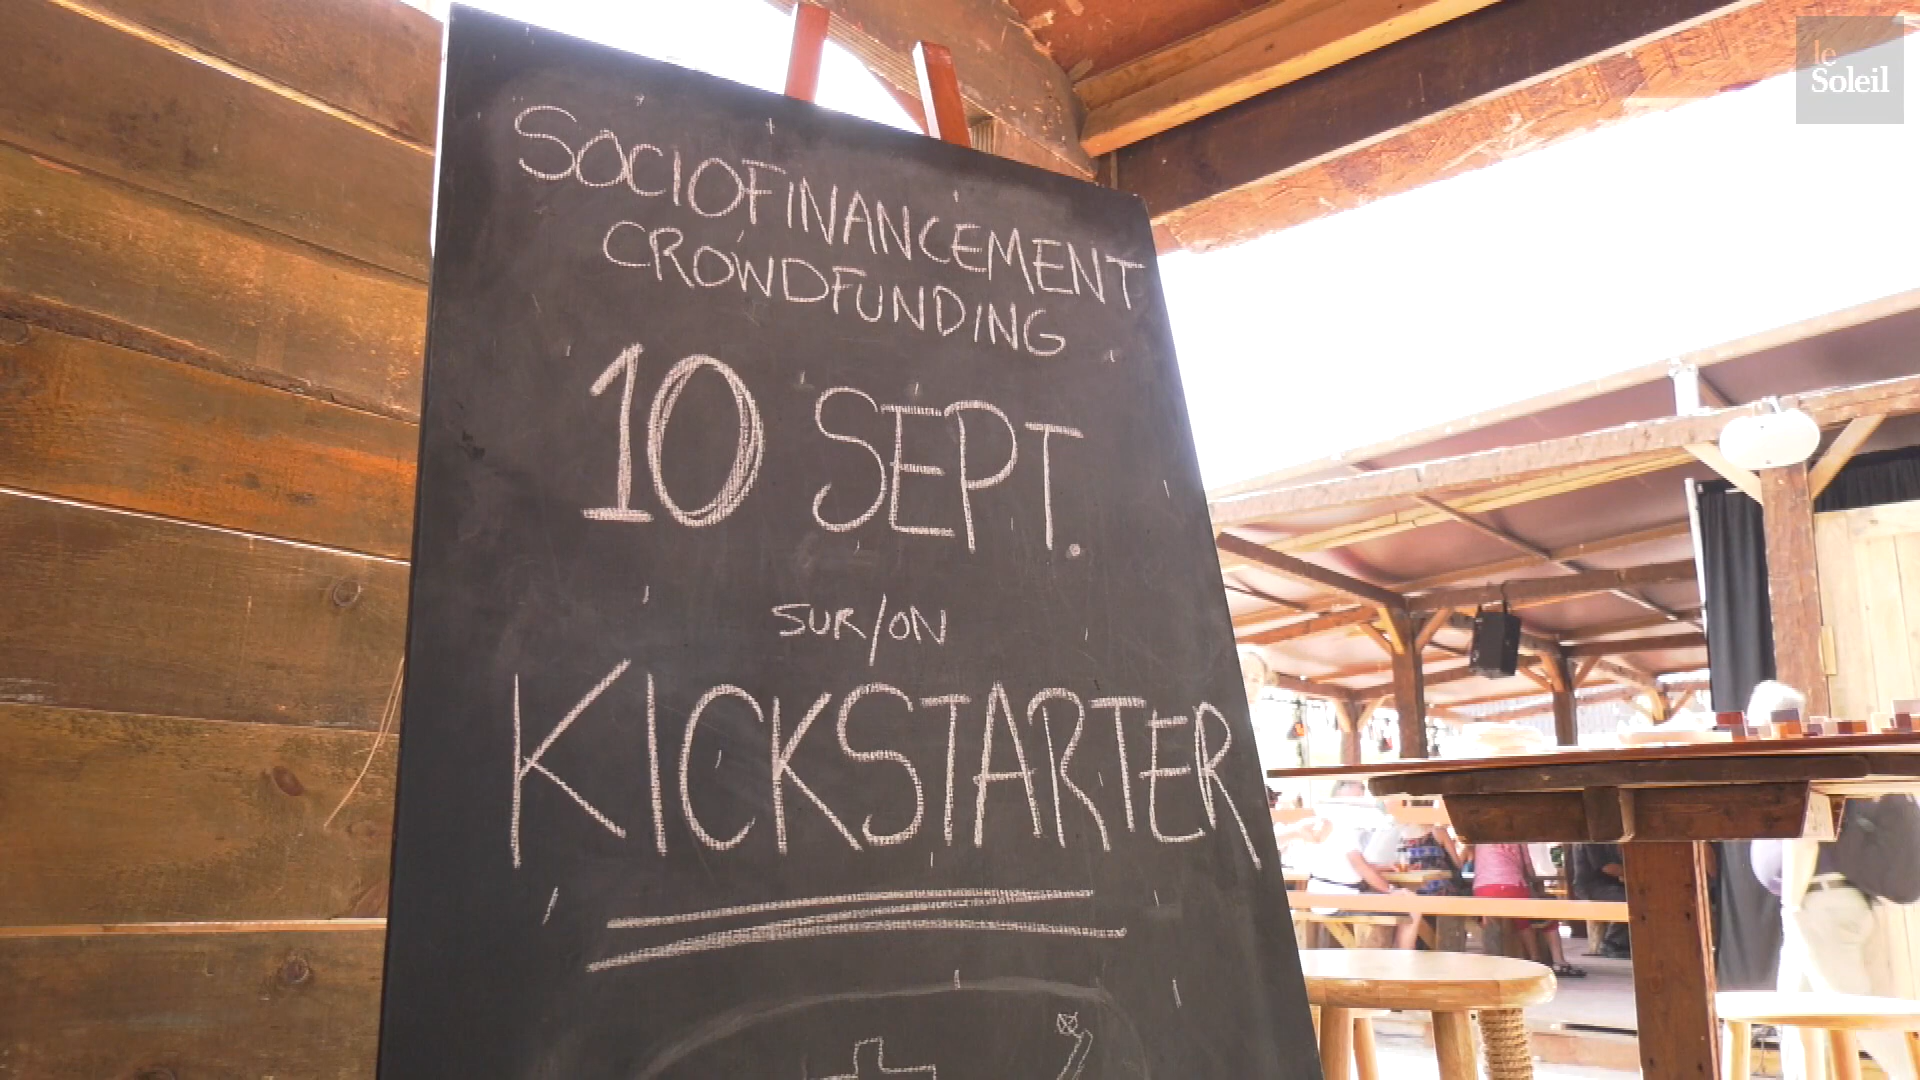 le
Soleil
SOCIOFINANCEMENT
CROWDFUNDING
10 SEPT.
SUR/ON
KICKSTARTER